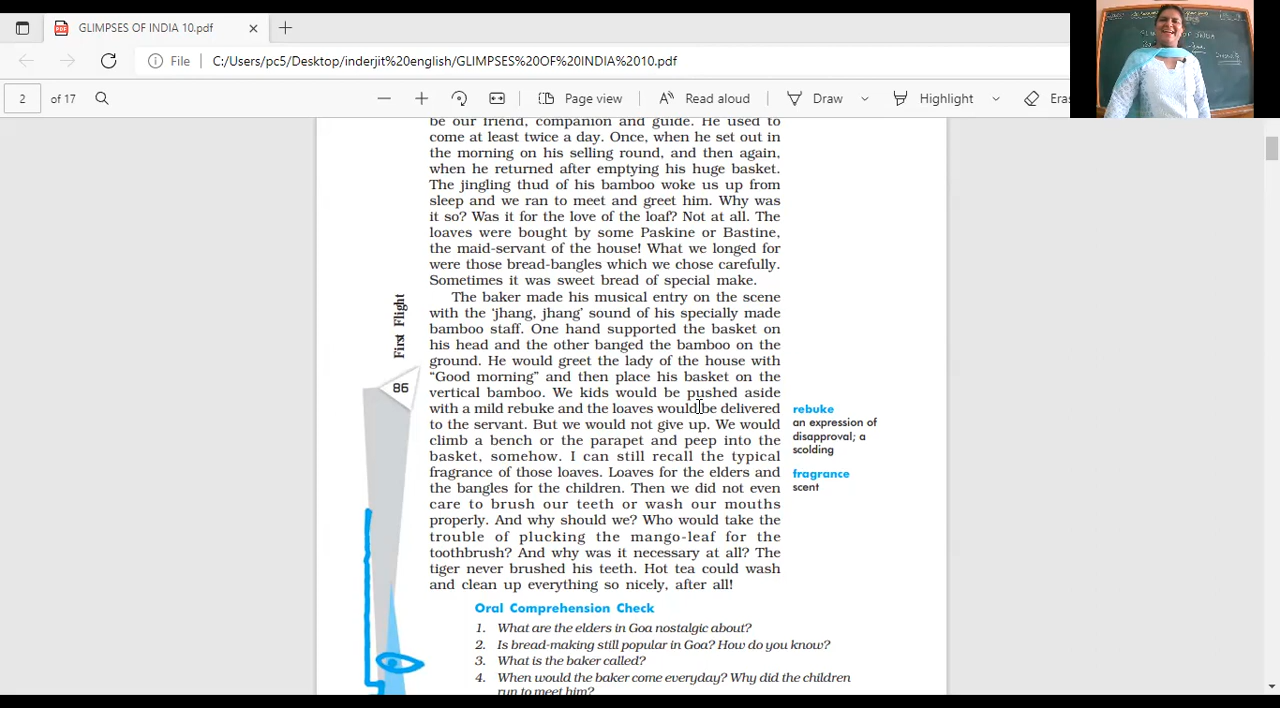 GLIMPSES OF INDIA 10.pdf
File
C:/Users/pc5/Desktop/inderjit%20english/GLIMPSES%20OF%20INDIA%2010.pdf
2 of 17
Page view
Read aloud
Draw
Highlight
Eras
be our friend, companion and guide. He used to
come at least twice a day. Once, when he set out in
the morning on his selling round, and then again,
when he returned after emptying his huge basket.
The jingling thud of his bamboo woke us up from
sleep and we ran to meet and greet him. Why was
it so? Was it for the love of the loaf? Not at all. The
loaves were bought by some Paskine or Bastine,
the maid-servant of the house! What we longed for
were those bread-bangles which we chose carefully.
Sometimes it was sweet bread of special make.
The baker made his musical entry on the scene
with the ‘jhang, jhang’ sound of his specially made
bamboo staff. One hand supported the basket on
his head and the other banged the bamboo on the
ground. He would greet the lady of the house with
“Good morning” and then place his basket on the
vertical bamboo. We kids would be pushed aside
with a mild rebuke and the loaves would be delivered
to the servant. But we would not give up. We would
climb a bench or the parapet and peep into the
basket, somehow. I can still recall the typical
fragrance of those loaves. Loaves for the elders and
the bangles for the children. Then we did not even
care to brush our teeth or wash our mouths
properly. And why should we? Who would take the
trouble of plucking the mango-leaf for the
toothbrush? And why was it necessary at all? The
tiger never brushed his teeth. Hot tea could wash
and clean up everything so nicely, after all!
First Flight
86
rebuke
an expression of
disapproval; a
scolding
fragrance
scent
Oral Comprehension Check
1. What are the elders in Goa nostalgic about?
2. Is bread-making still popular in Goa? How do you know?
3. What is the baker called?
4. When would the baker come everyday? Why did the children
run to meet him?